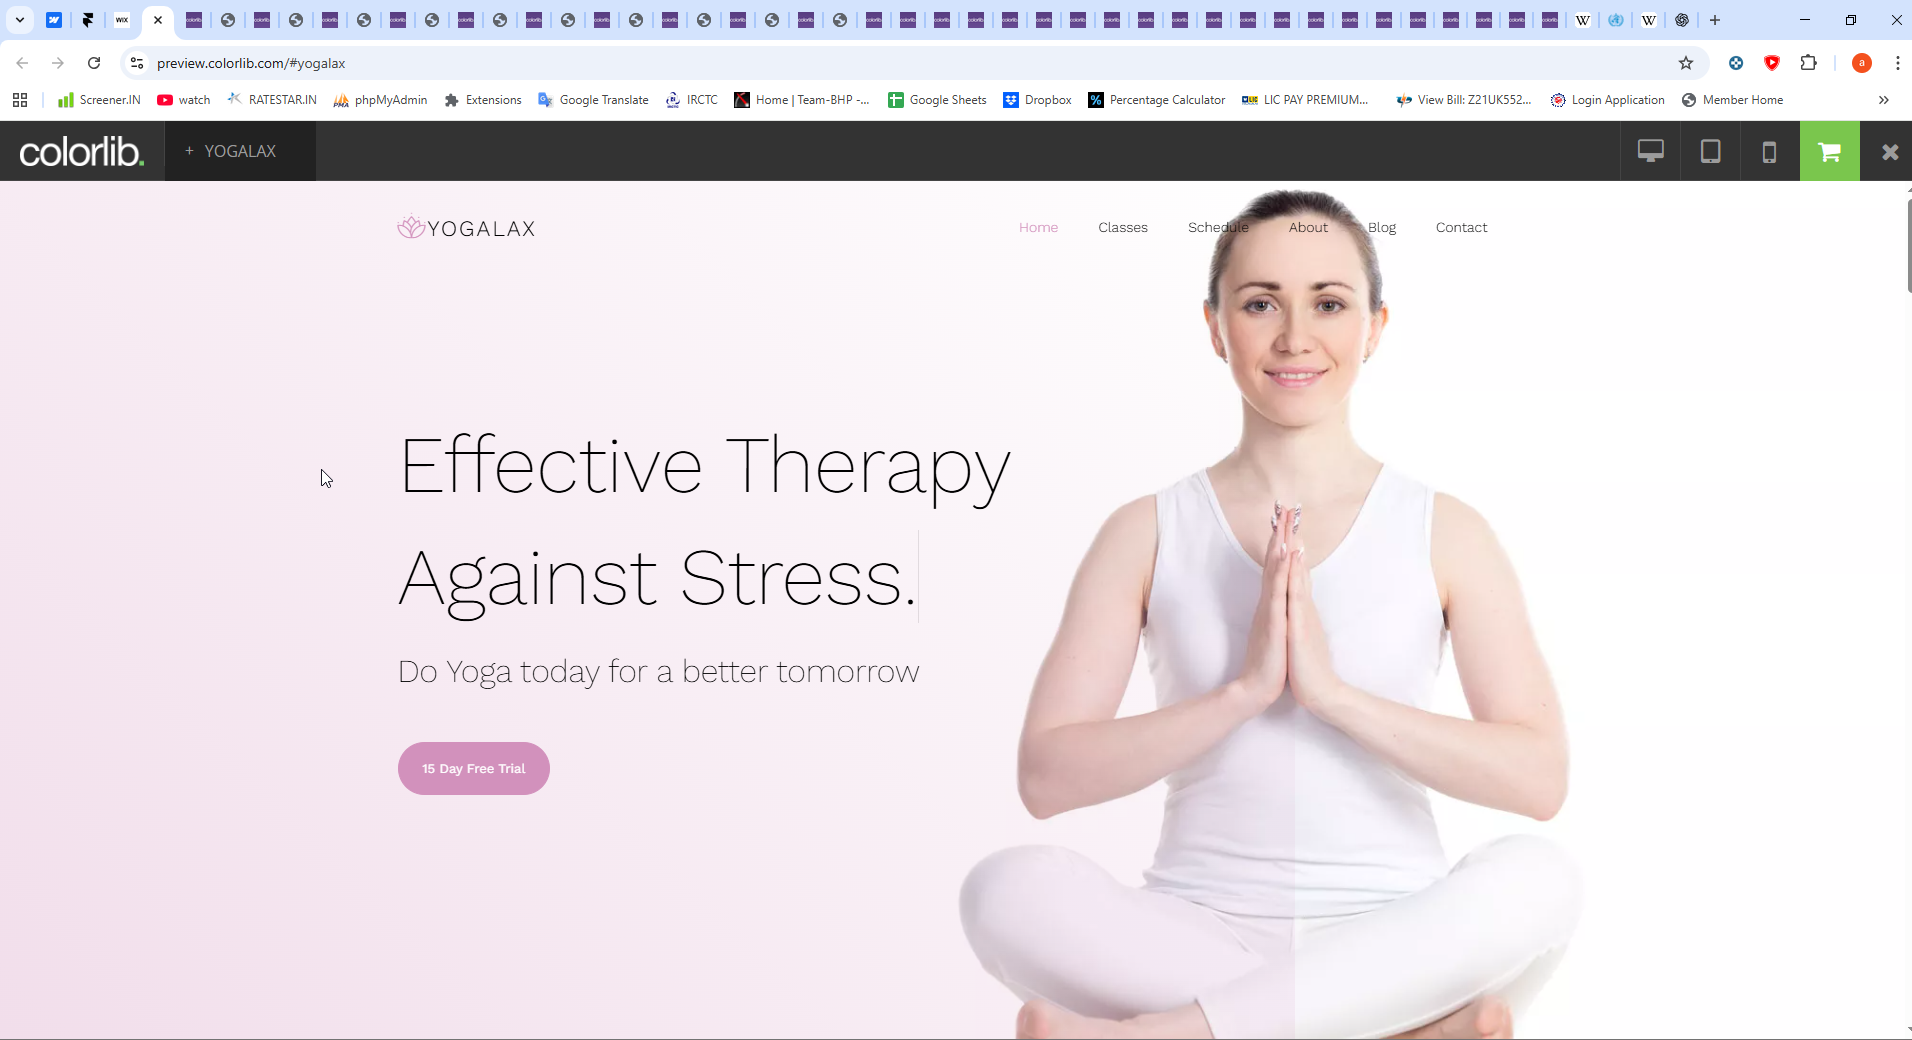 WIX
W
W
preview.colorlib.com/#yogalax
a
Screener.IN watch RATESTAR.IN phpMyAdmin Extensions Google Translate IRCTC Home | Team-BHP -... Google Sheets Dropbox Percentage Calculator LIC PAY PREMIUM... View Bill: Z21UK552... Login Application Member Home »
colorlib. + YOGALAX
YOGALAX Home Classes Schedule About Blog Contact
Effective Therapy
Against Stress.
Do Yoga today for a better tomorrow
15 Day Free Trial